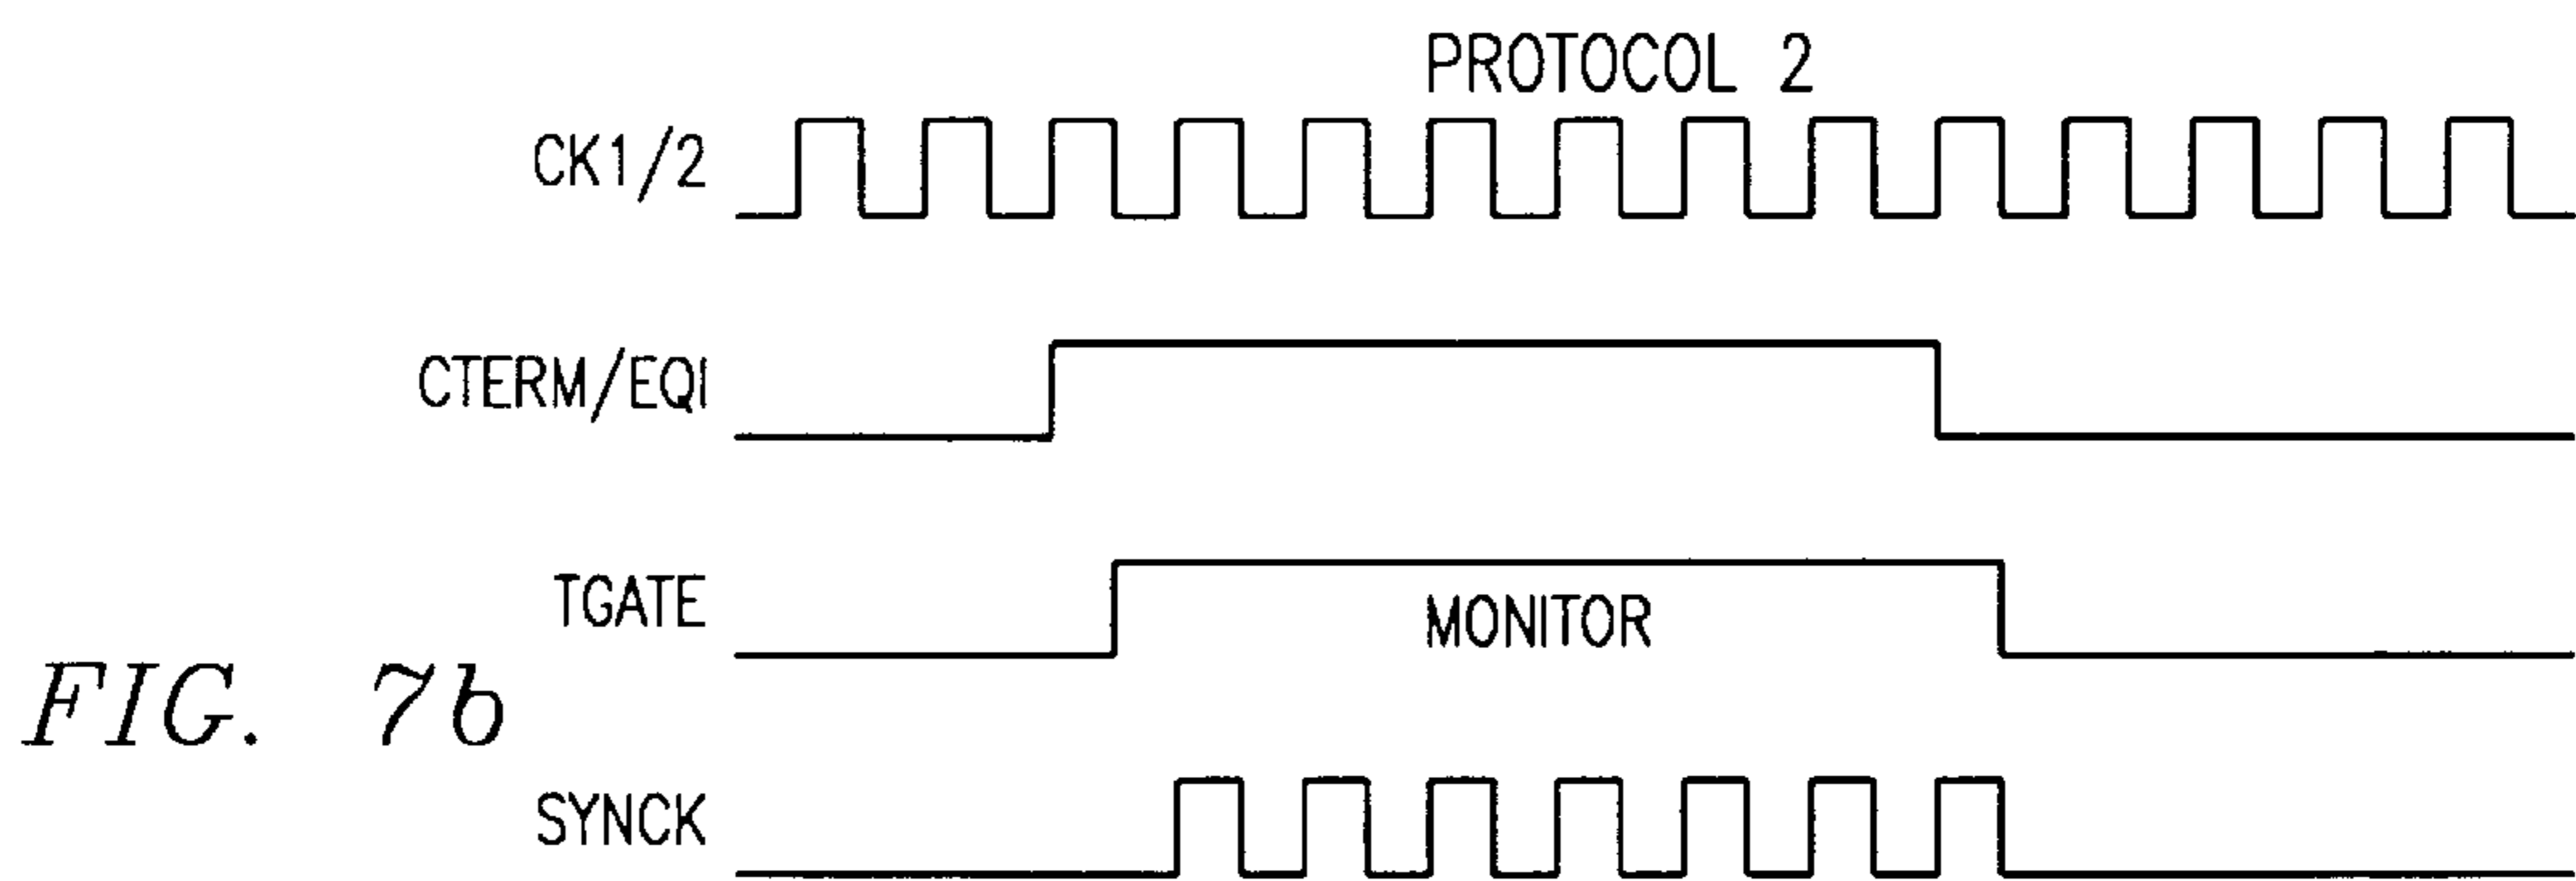 PROTOCOL 2
CK1/2
CTERM/EQI
TGATE
MONITOR
FIG. 7b
SYNCK